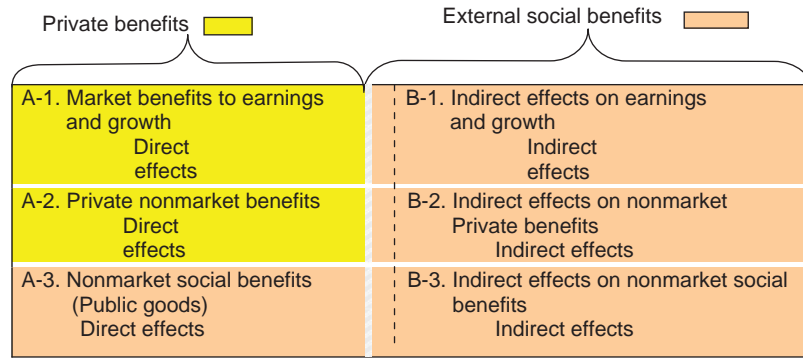 Private benefits
External social benefits
A-1. Market benefits to earnings
and growth
Direct
effects
B-1. Indirect effects on earnings
and growth
Indirect
effects
A-2. Private nonmarket benefits
Direct
effects
B-2. Indirect effects on nonmarket
Private benefits
Indirect effects
A-3. Nonmarket social benefits
(Public goods)
Direct effects
B-3. Indirect effects on nonmarket social
benefits
Indirect effects